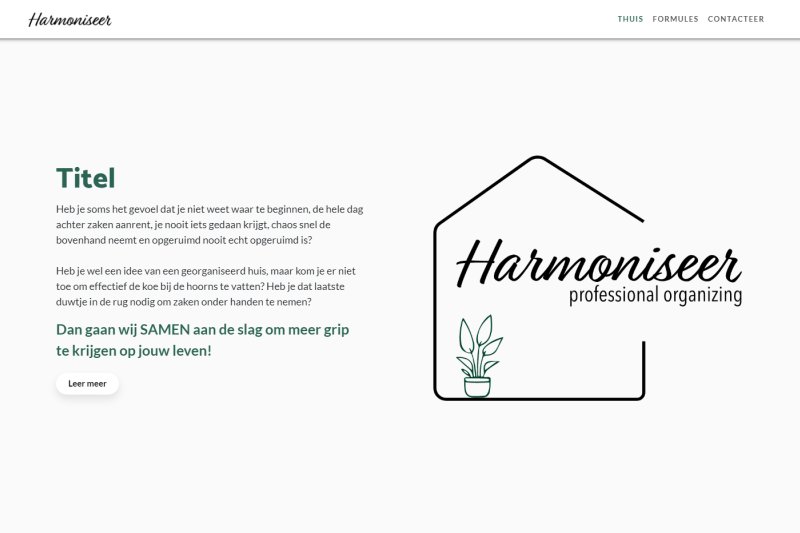 Harmoniseer
THUIS FORMULES CONTACTEER
Titel
Heb je soms het gevoel dat je niet weet waar te beginnen, de hele dag
achter zaken aanrent, je nooit iets gedaan krijgt, chaos snel de
bovenhand neemt en opgeruimd nooit echt opgeruimd is?
Heb je wel een idee van een georganiseerd huis, maar kom je er niet
toe om effectief de koe bij de hoorns te vatten? Heb je dat laatste
duwtje in de rug nodig om zaken onder handen te nemen?
Dan gaan wij SAMEN aan de slag om meer grip
te krijgen op jouw leven!
Leer meer
Harmoniseer
professional organizing